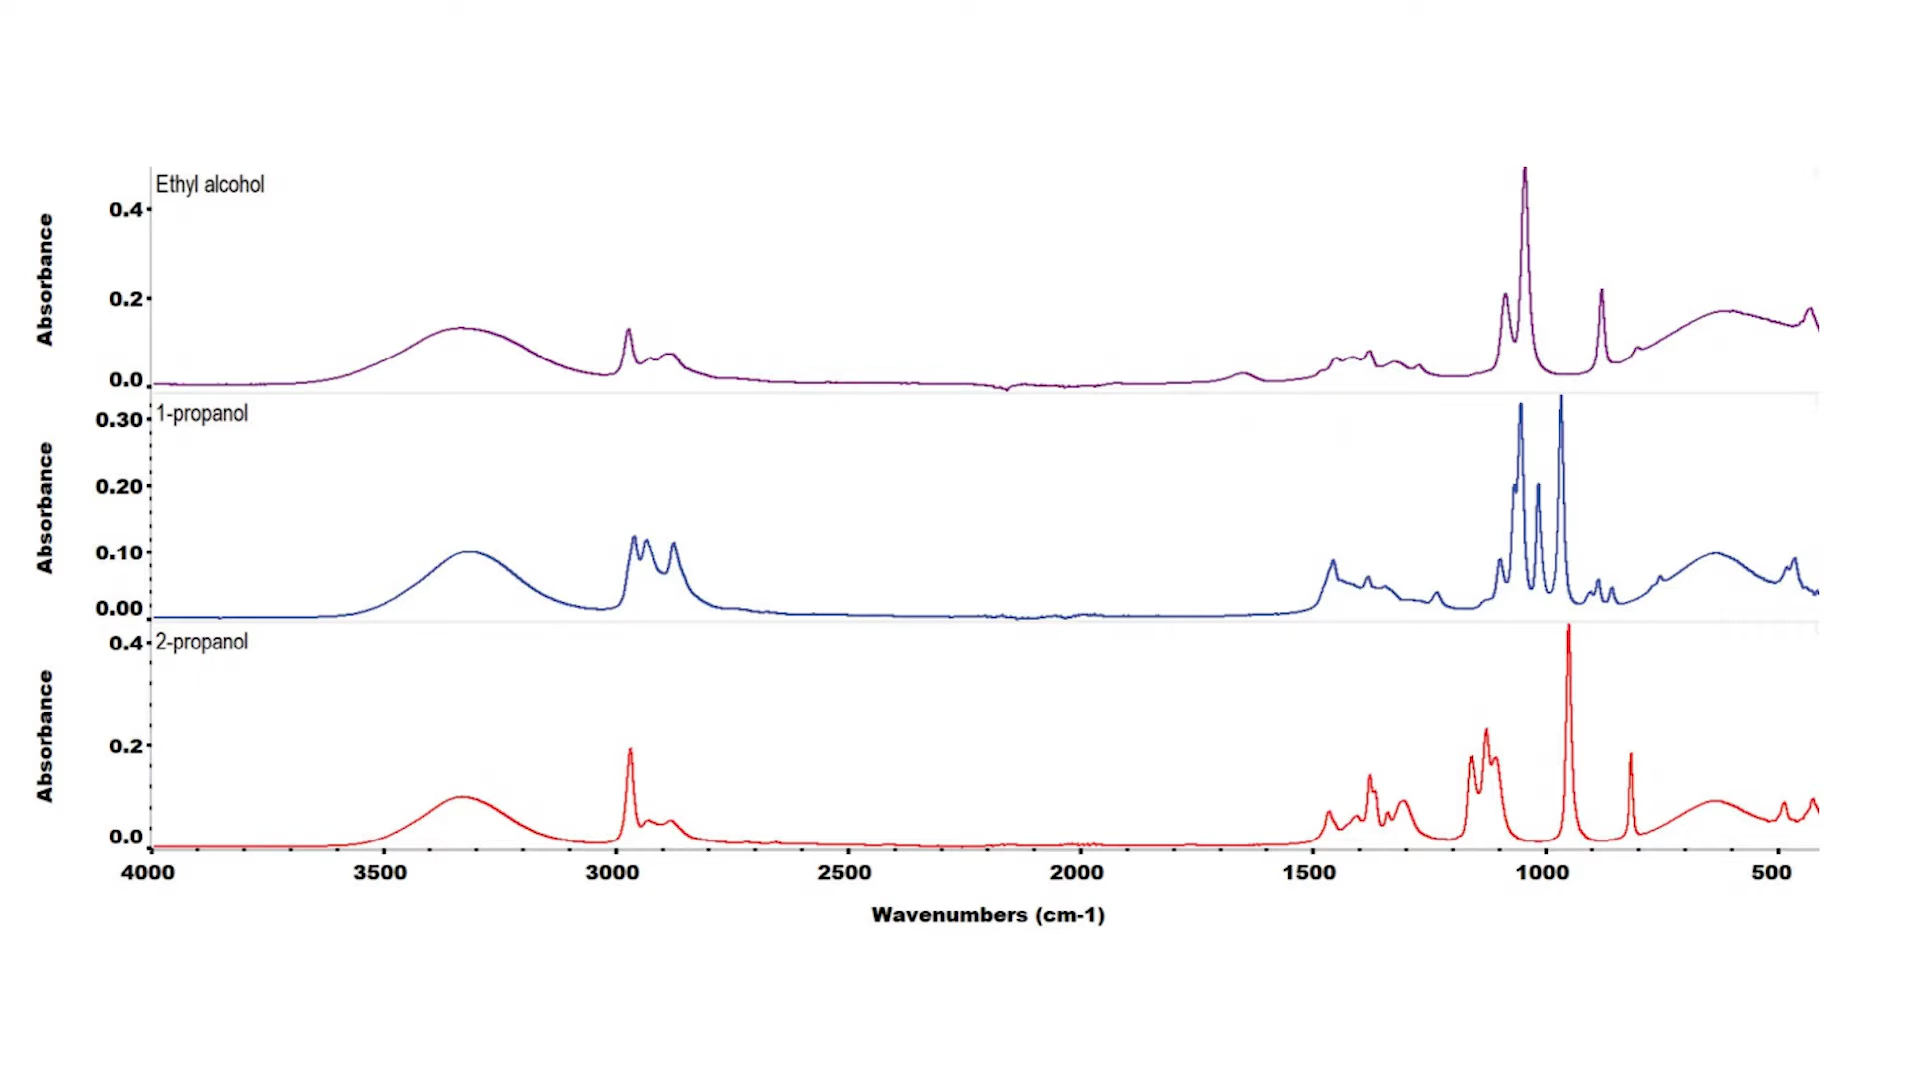 Ethyl alcohol
Absorbance
0.4
0.2
0.0
1-propanol
Absorbance
0.30
0.20
0.10
0.00
2-propanol
Absorbance
0.4
0.2
0.0
4000 3500 3000 2500 2000 1500 1000 500
Wavenumbers (cm-1)